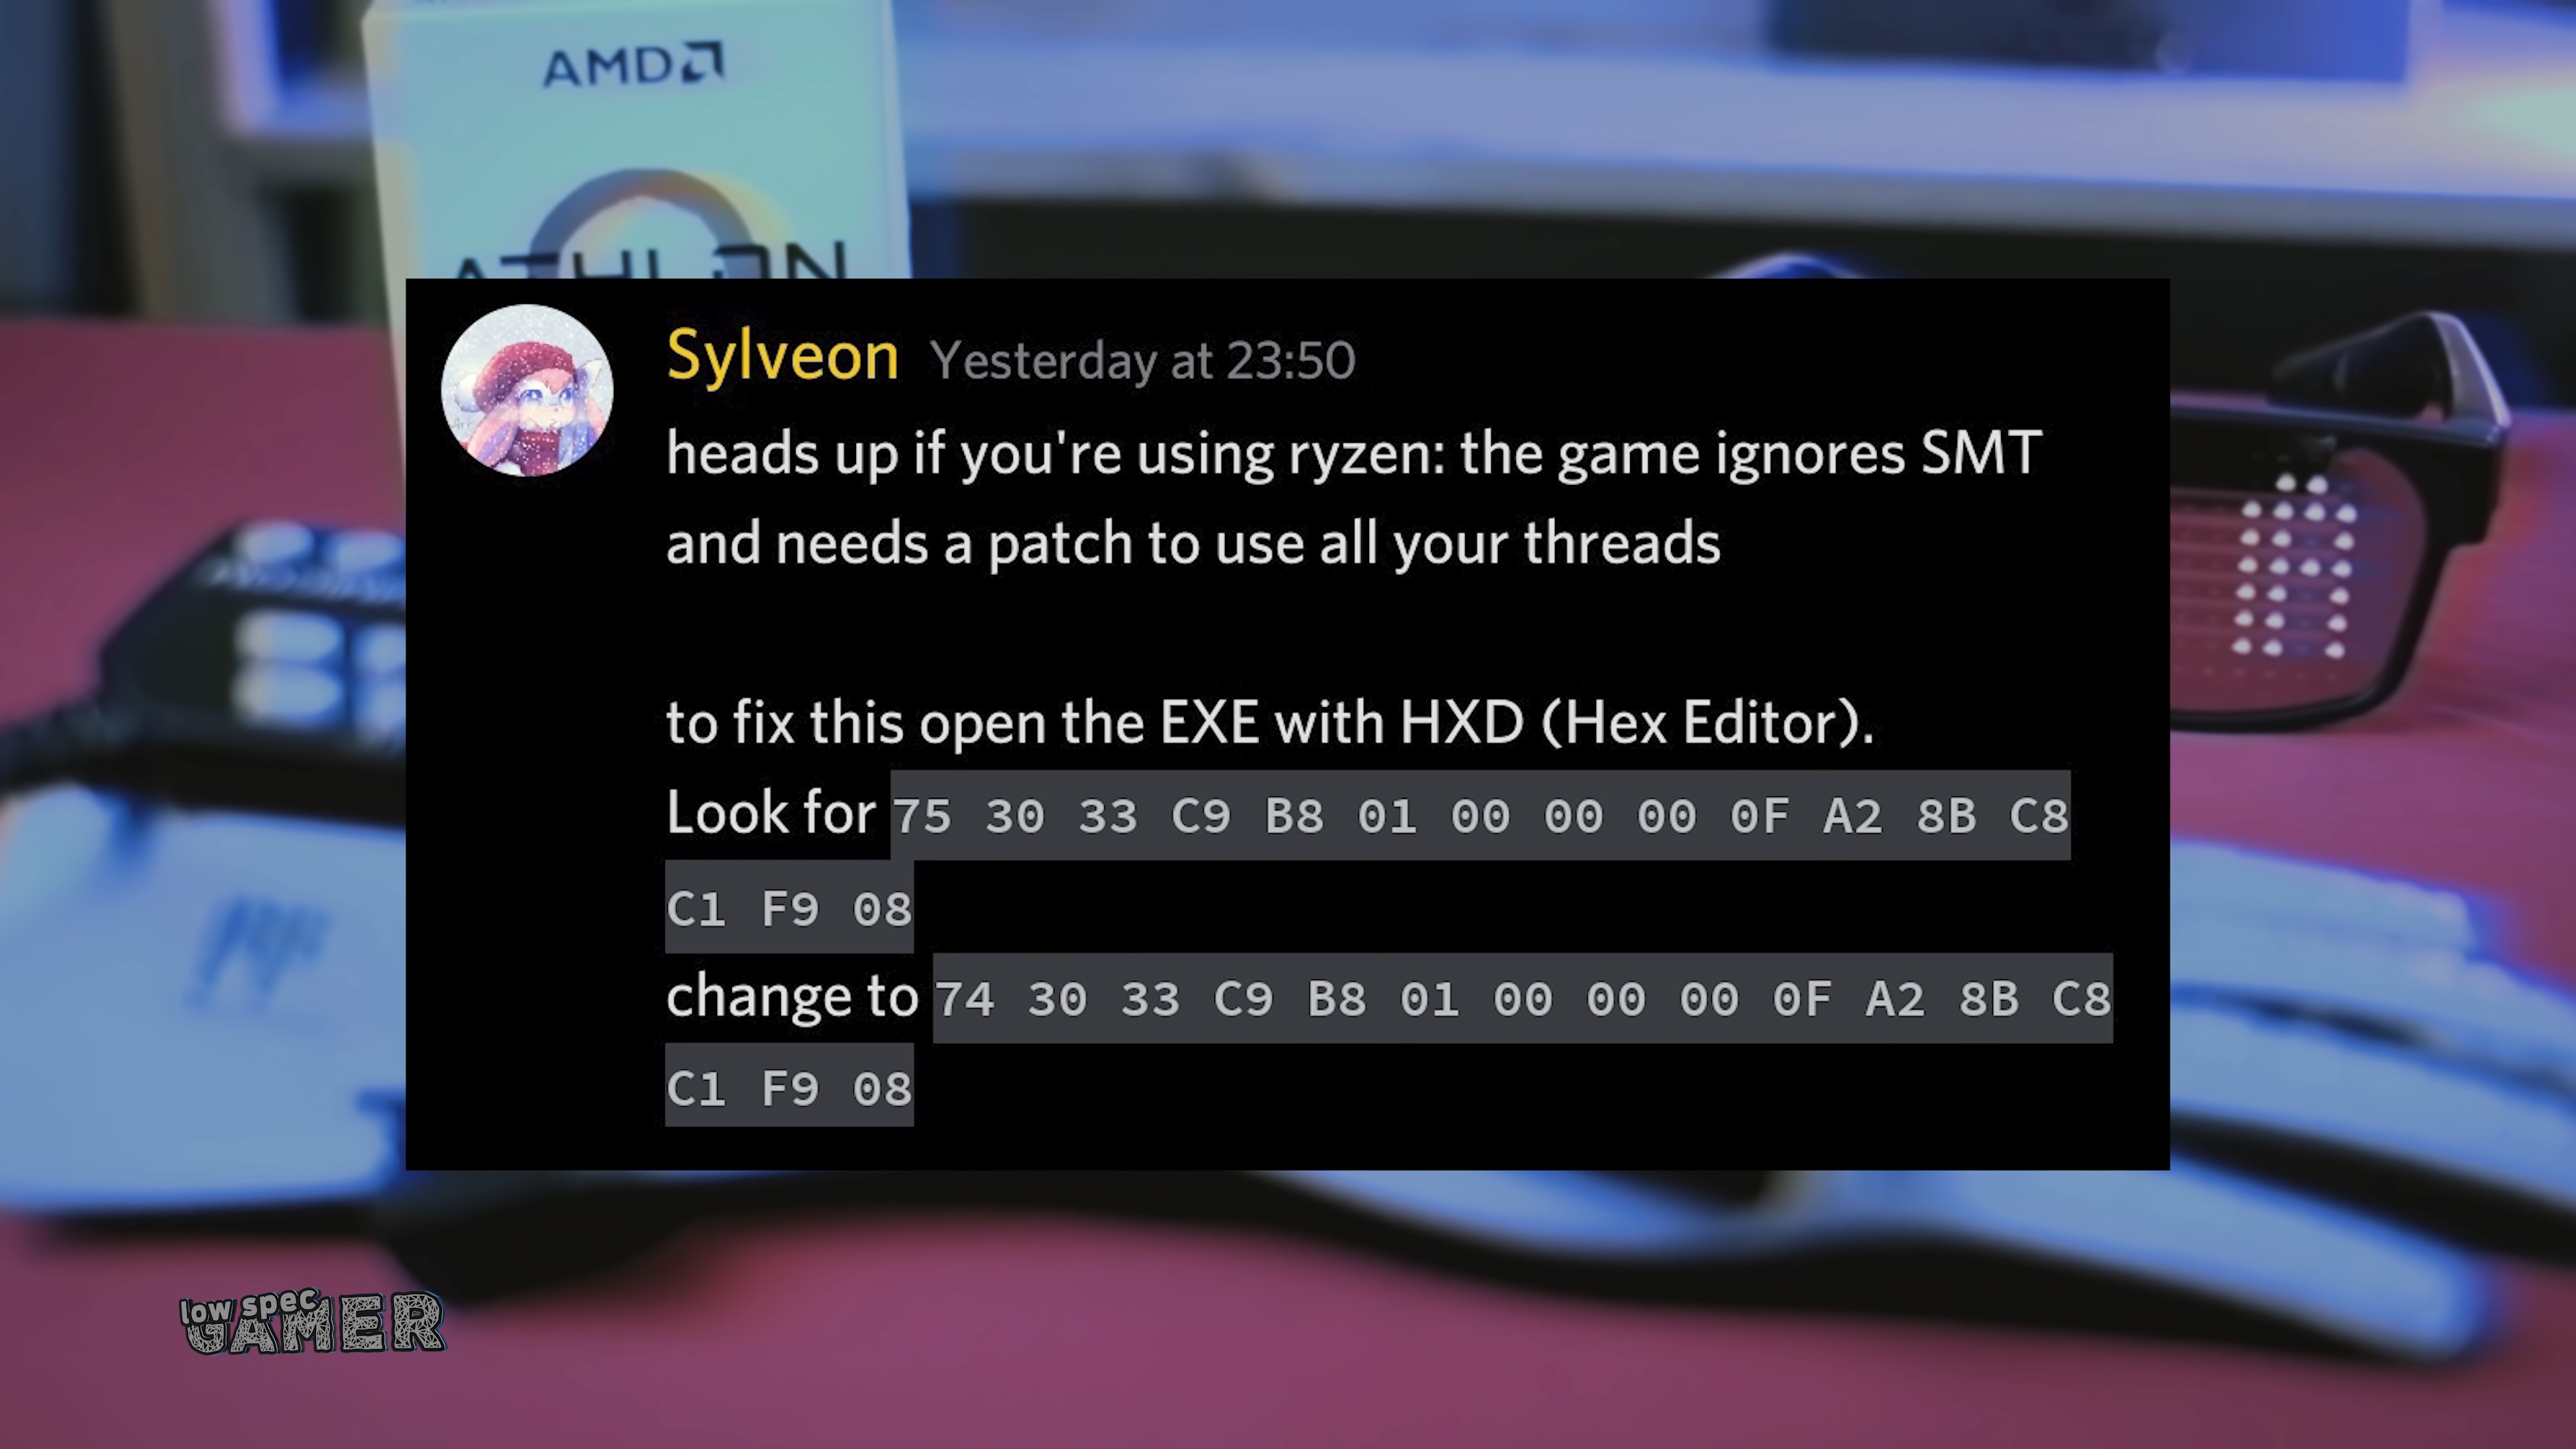 AMD
ATHLON
Sylveon Yesterday at 23:50
heads up if you're using ryzen: the game ignores SMT
and needs a patch to use all your threads
to fix this open the EXE with HXD (Hex Editor).
Look for 75 30 33 C9 B8 01 00 00 00 0F A2 8B C8
C1 F9 08
change to 74 30 33 C9 B8 01 00 00 00 0F A2 8B C8
C1 F9 08
low spec
GAMER